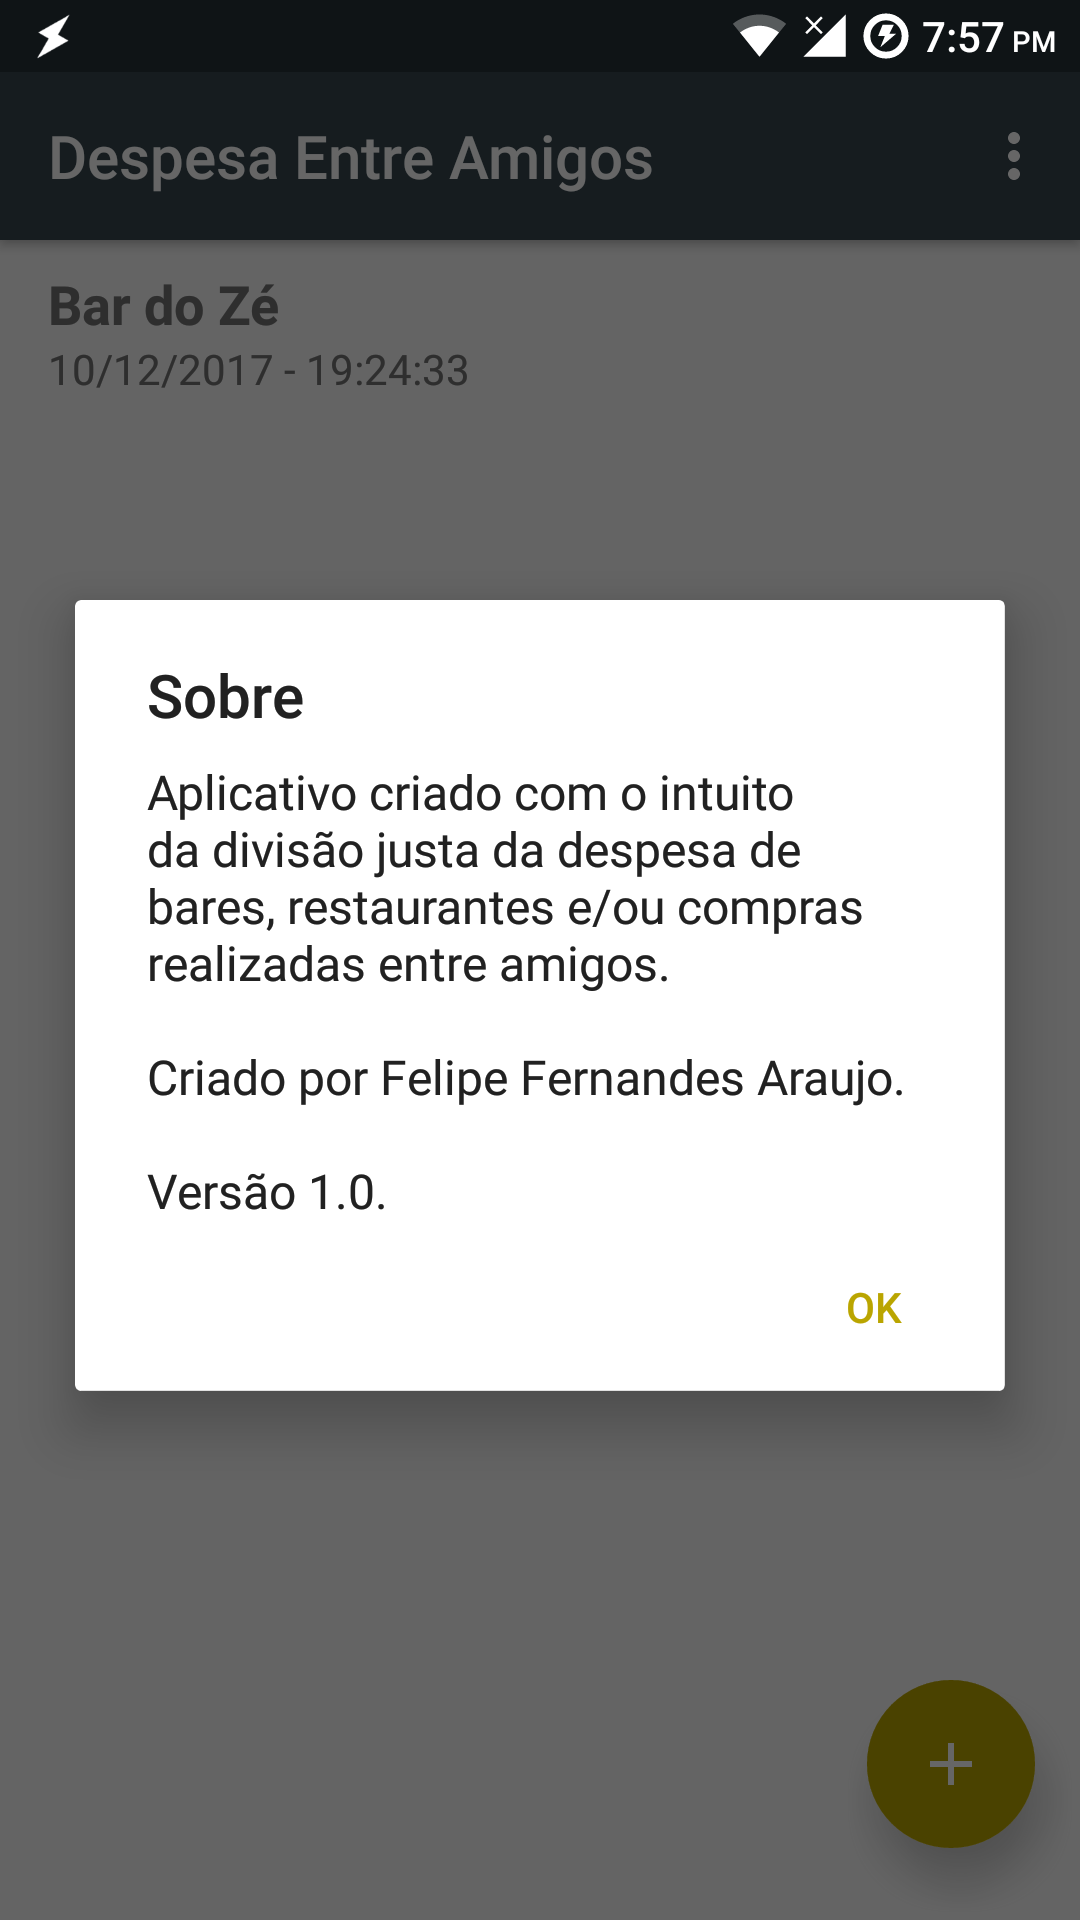 7:57 PM
Despesa Entre Amigos
Bar do Zé
10/12/2017 - 19:24:33
Sobre
Aplicativo criado com o intuito
da divisão justa da despesa de
bares, restaurantes e/ou compras
realizadas entre amigos.
Criado por Felipe Fernandes Araujo.
Versão 1.0.
OK